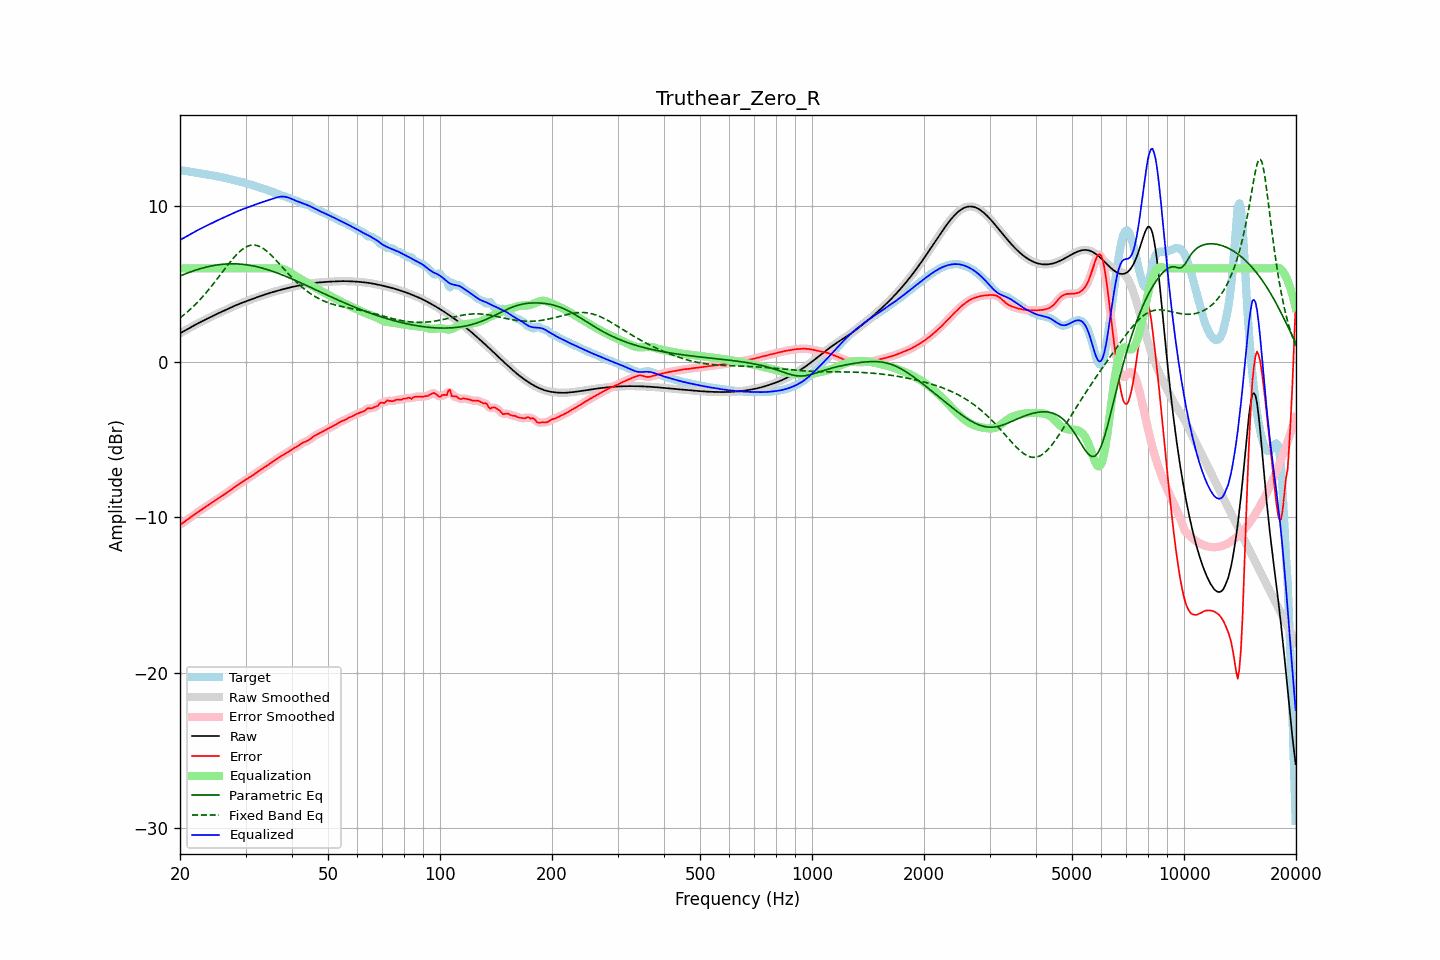 Truthear_Zero_R
Amplitude (dBr)
10
0
−10
−20
−30
Target
Raw Smoothed
Error Smoothed
Raw
Error
Equalization
Parametric Eq
Fixed Band Eq
Equalized
20 50 100 200 500 1000 2000 5000 10000 20000
Frequency (Hz)